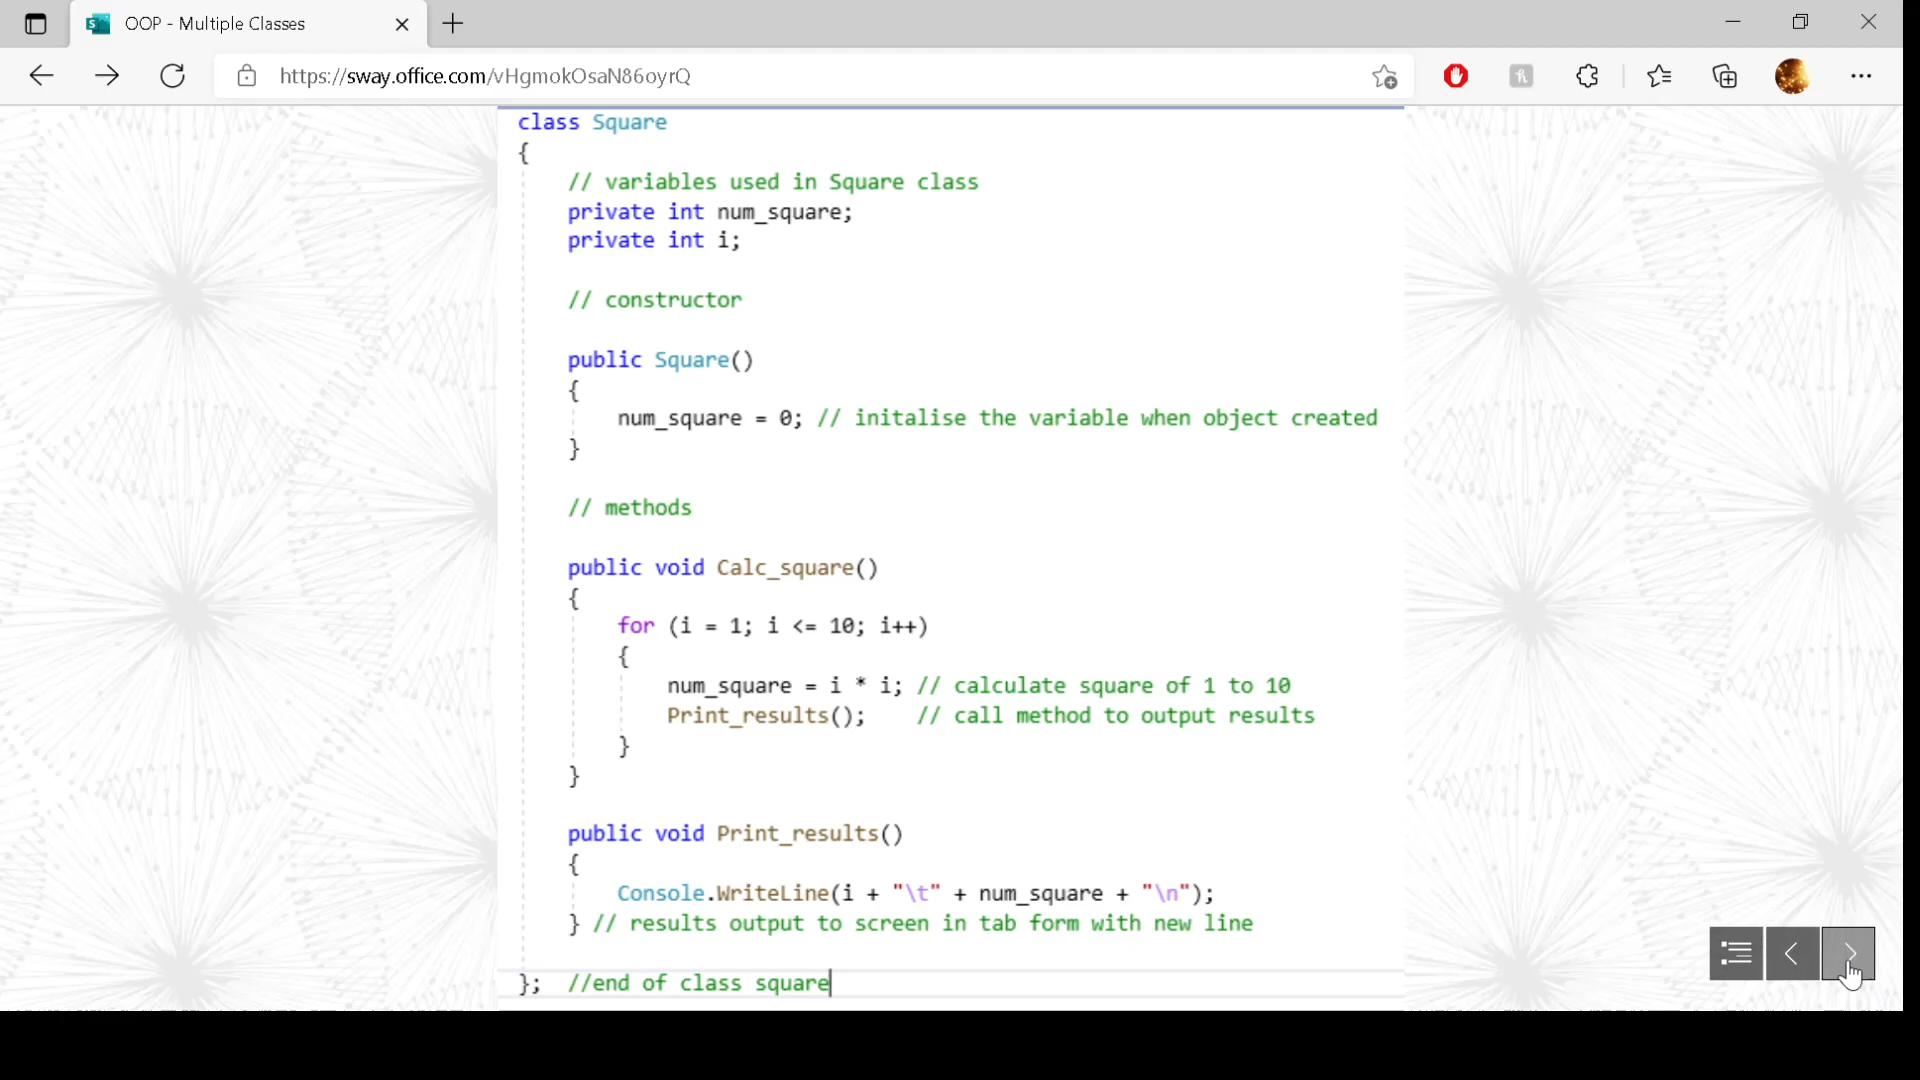 OOP - Multiple Classes
https://sway.office.com/vHgmokOsaN86oyrQ
class Square
{
// variables used in Square class
private int num_square;
private int i;
// constructor
public Square()
{
num_square = 0; // initalise the variable when object created
}
// methods
public void Calc_square()
{
for (i = 1; i <= 10; i++)
{
num_square = i * i; // calculate square of 1 to 10
Print_results(); // call method to output results
}
}
public void Print_results()
{
Console.WriteLine(i + "\t" + num_square + "\n");
} // results output to screen in tab form with new line
}; //end of class square